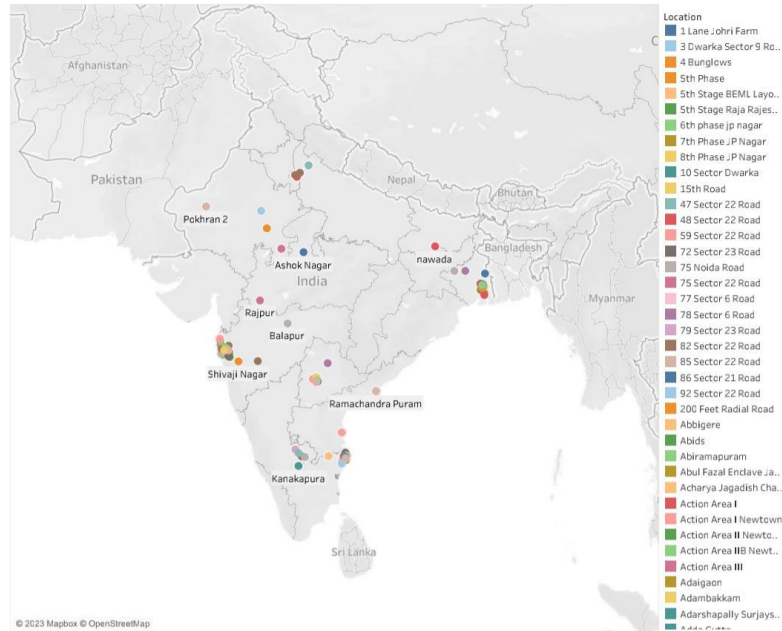 Afghanistan
Pakistan
Nepal
Bhutan
Pokhran 2
nawada
Bangladesh
Ashok Nagar
India
Myanmar
Rajpur
Balapur
Shivaji Nagar
Ramachandra Puram
Kanakapura
Sri Lanka
© 2023 Mapbox © OpenStreetMap
C
Location
1 Lane Johri Farm
3 Dwarka Sector 9 Ro..
4 Bunglows
5th Phase
5th Stage BEML Layo..
5th Stage Raja Rajes..
6th phase jp nagar
7th Phase JP Nagar
8th Phase JP Nagar
10 Sector Dwarka
15th Road
47 Sector 22 Road
48 Sector 22 Road
59 Sector 22 Road
72 Sector 23 Road
75 Noida Road
75 Sector 22 Road
77 Sector 6 Road
78 Sector 6 Road
79 Sector 23 Road
82 Sector 22 Road
85 Sector 22 Road
86 Sector 21 Road
92 Sector 22 Road
200 Feet Radial Road
Abbigere
Abids
Abiramapuram
Abul Fazal Enclave Ja..
Acharya Jagadish Cha..
Action Area I
Action Area I Newtown
Action Area II Newto..
Action Area IIB Newt..
Action Area III
Adaigaon
Adambakkam
Adarshapally Surjays..